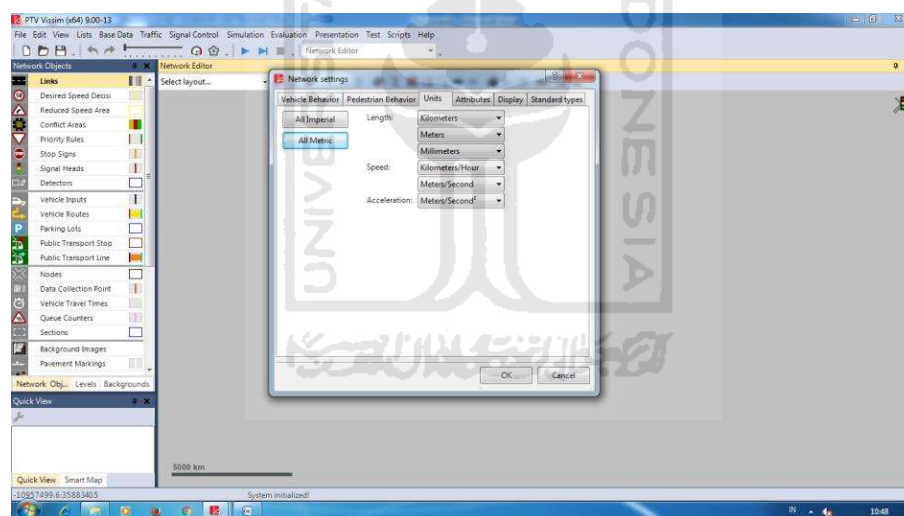 PTV Vissim (x64) 9.00-13
File Edit View Lists Base Data Traffic Signal Control Simulation Evaluation Presentation Test Scripts Help
Network Editor
Network Objects
Network Editor
Select layout...
Links
Desired Speed Decisi
Reduced Speed Area
Conflict Areas
Priority Rules
Stop Signs
Signal Heads
Detectors
Vehicle Inputs
Vehicle Routes
Parking Lots
Public Transport Stop
Public Transport Line
Nodes
Data Collection Point
Vehicle Travel Times
Queue Counters
Sections
Background Images
Pavement Markings
Network Obj... Levels Backgrounds
Quick View
Quick View Smart Map
Network settings
Vehicle Behavior Pedestrian Behavior Units Attributes Display Standard types
All Imperial Length: Kilometers
All Metric Meters
Millimeters
Speed: Kilometers/Hour
Meters/Second
Acceleration: Meters/Second²
OK Cancel
5000 km
-10957499.6:3588340.5 System initialized!
IN 10:48